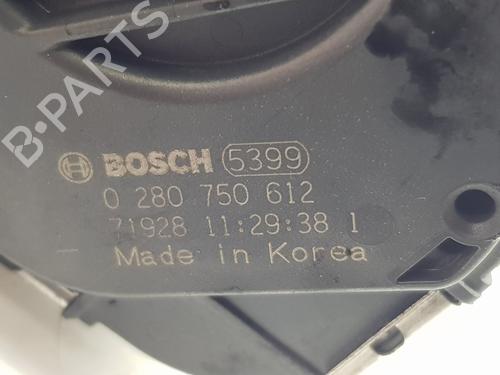 B-PARTS
BOSCH 5399
0 280 750 612
71928 11:29:38 1
Made in Korea